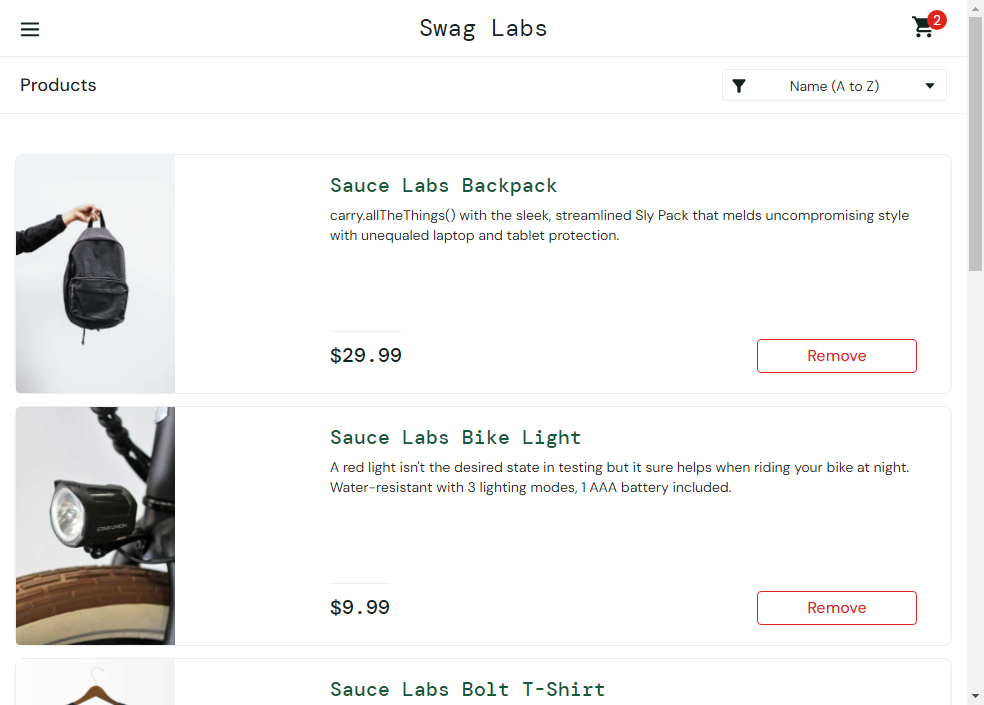 Swag Labs
2
Products
Name (A to Z)
Sauce Labs Backpack
carry.allTheThings() with the sleek, streamlined Sly Pack that melds uncompromising style
with unequaled laptop and tablet protection.
$29.99
Remove
Sauce Labs Bike Light
A red light isn't the desired state in testing but it sure helps when riding your bike at night.
Water-resistant with 3 lighting modes, 1 AAA battery included.
$9.99
Remove
Sauce Labs Bolt T-Shirt